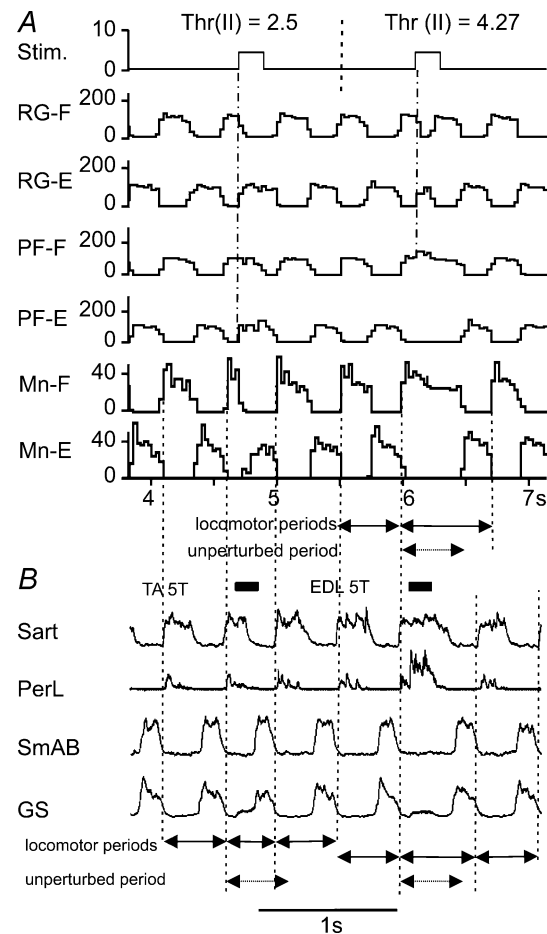 A
Thr(II) = 2.5
Thr (II) = 4.27
Stim.
10
0
RG-F
200
0
RG-E
200
0
PF-F
200
0
PF-E
200
0
Mn-F
40
0
Mn-E
40
0
4
5
6
7s
locomotor periods
unperturbed period
B
TA 5T
EDL 5T
Sart
PerL
SmAB
GS
locomotor periods
unperturbed period
1s